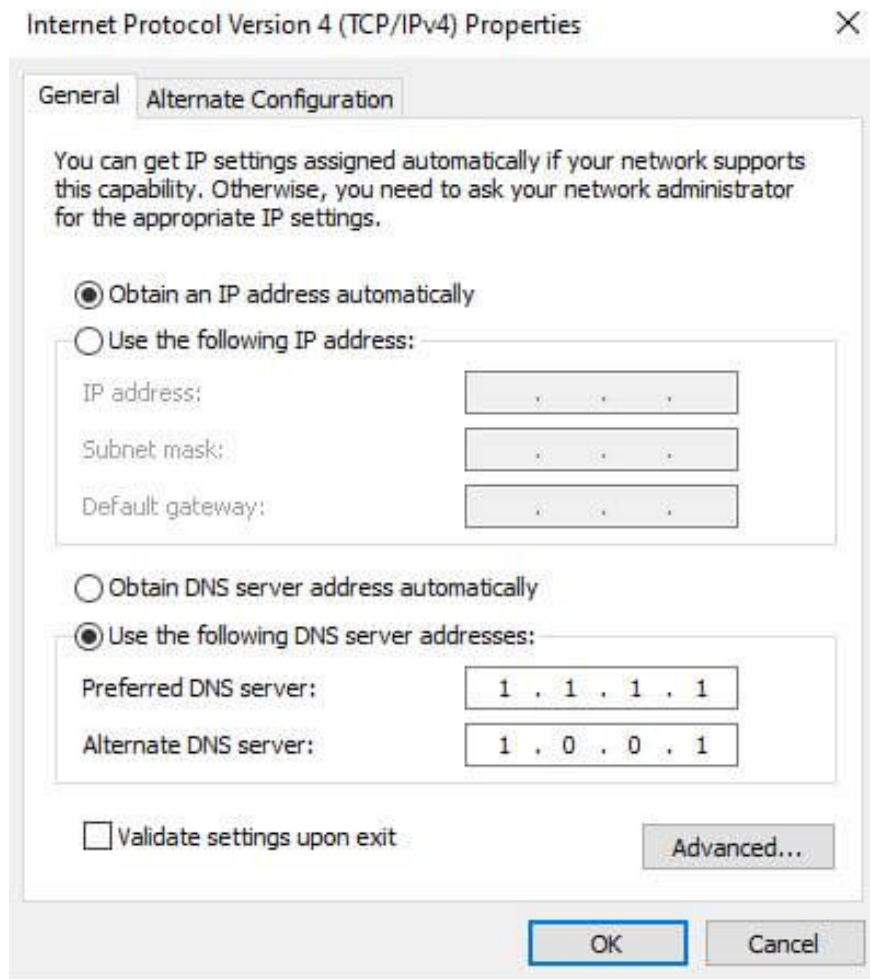 Internet Protocol Version 4 (TCP/IPv4) Properties
General
Alternate Configuration
You can get IP settings assigned automatically if your network supports
this capability. Otherwise, you need to ask your network administrator
for the appropriate IP settings.
Obtain an IP address automatically
Use the following IP address:
IP address: . . .
Subnet mask: . . .
Default gateway: . . .
Obtain DNS server address automatically
Use the following DNS server addresses:
Preferred DNS server: 1 . 1 . 1 . 1
Alternate DNS server: 1 . 0 . 0 . 1
Validate settings upon exit
Advanced...
OK
Cancel